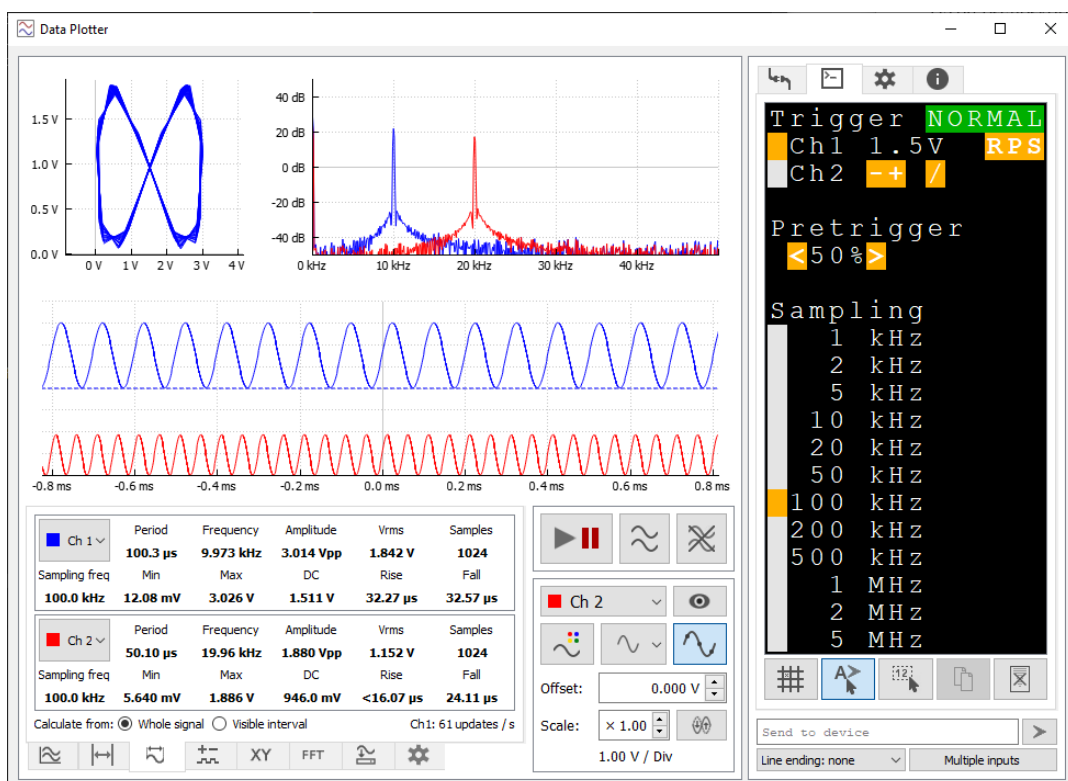 Data Plotter
1.5 V
1.0 V
0.5 V
0.0 V
0 V 1 V 2 V 3 V 4 V
40 dB
20 dB
0 dB
-20 dB
-40 dB
0 kHz 10 kHz 20 kHz 30 kHz 40 kHz
-0.8 ms -0.6 ms -0.4 ms -0.2 ms 0.0 ms 0.2 ms 0.4 ms 0.6 ms 0.8 ms
Ch 1 Period Frequency Amplitude Vrms Samples
100.3 µs 9.973 kHz 3.014 Vpp 1.842 V 1024
Sampling freq Min Max DC Rise Fall
100.0 kHz 12.08 mV 3.026 V 1.511 V 32.27 µs 32.57 µs
Ch 2 Period Frequency Amplitude Vrms Samples
50.10 µs 19.96 kHz 1.880 Vpp 1.152 V 1024
Sampling freq Min Max DC Rise Fall
100.0 kHz 5.640 mV 1.886 V 946.0 mV <16.07 µs 24.11 µs
Calculate from: Whole signal Visible interval Ch1: 61 updates / s
XY FFT
Ch 2
Offset: 0.000 V
Scale: × 1.00
1.00 V / Div
Trigger NORMAL
Ch1 1.5V RPS
Ch2 -+ /
Pretrigger
<50%>
Sampling
1 kHz
2 kHz
5 kHz
10 kHz
20 kHz
50 kHz
100 kHz
200 kHz
500 kHz
1 MHz
2 MHz
5 MHz
A
12
Send to device
Line ending: none Multiple inputs